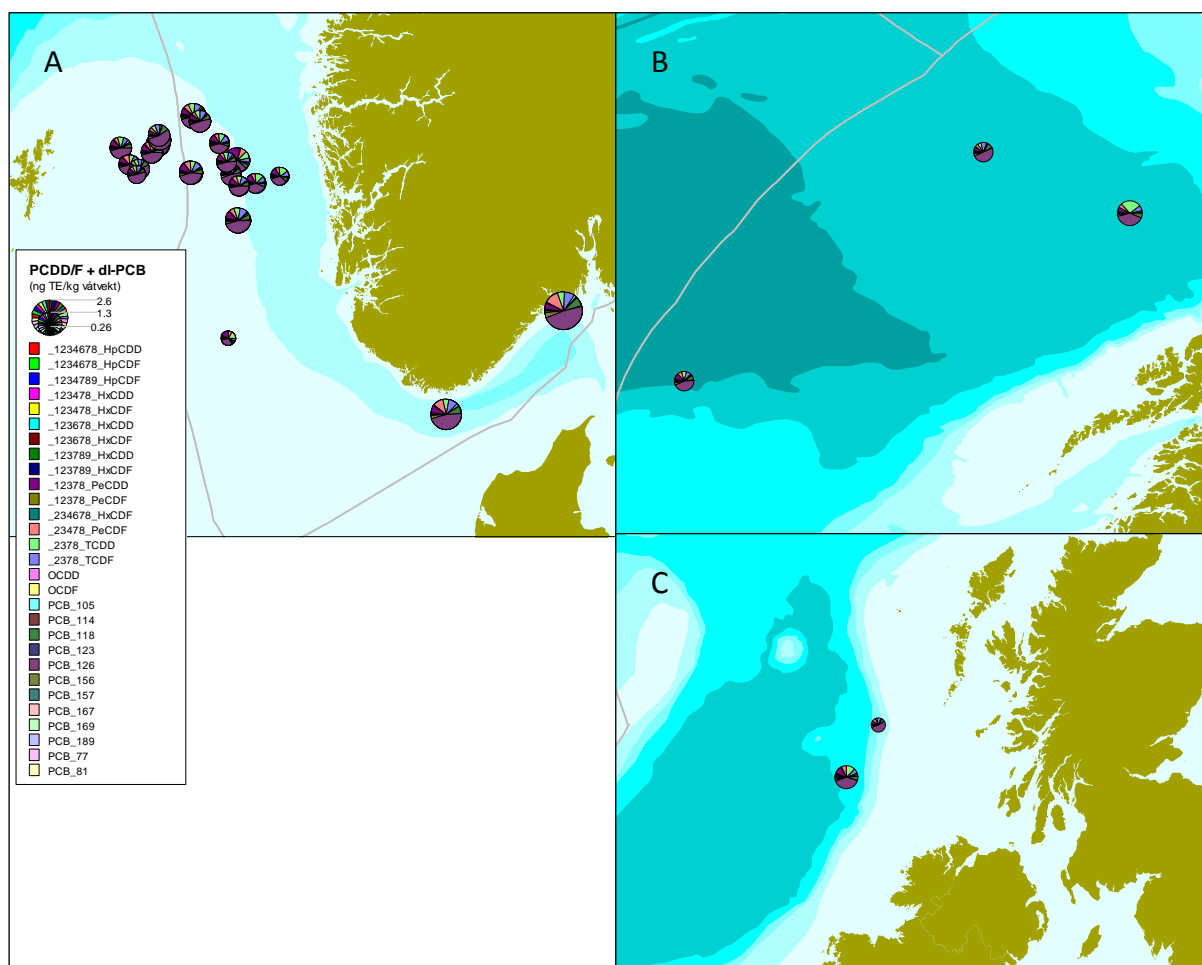 A
B
PCDD/F + dl-PCB
(ng TE/kg våtvekt)
2.6
1.3
0.26
_1234678_HpCDD
_1234678_HpCDF
_1234789_HpCDF
_123478_HxCDD
_123478_HxCDF
_123678_HxCDD
_123678_HxCDF
_123789_HxCDD
_123789_HxCDF
_12378_PeCDD
_12378_PeCDF
_234678_HxCDF
_23478_PeCDF
_2378_TCDD
_2378_TCDF
OCDD
OCDF
PCB_105
PCB_114
PCB_118
PCB_123
PCB_126
PCB_156
PCB_157
PCB_167
PCB_169
PCB_189
PCB_77
PCB_81
C